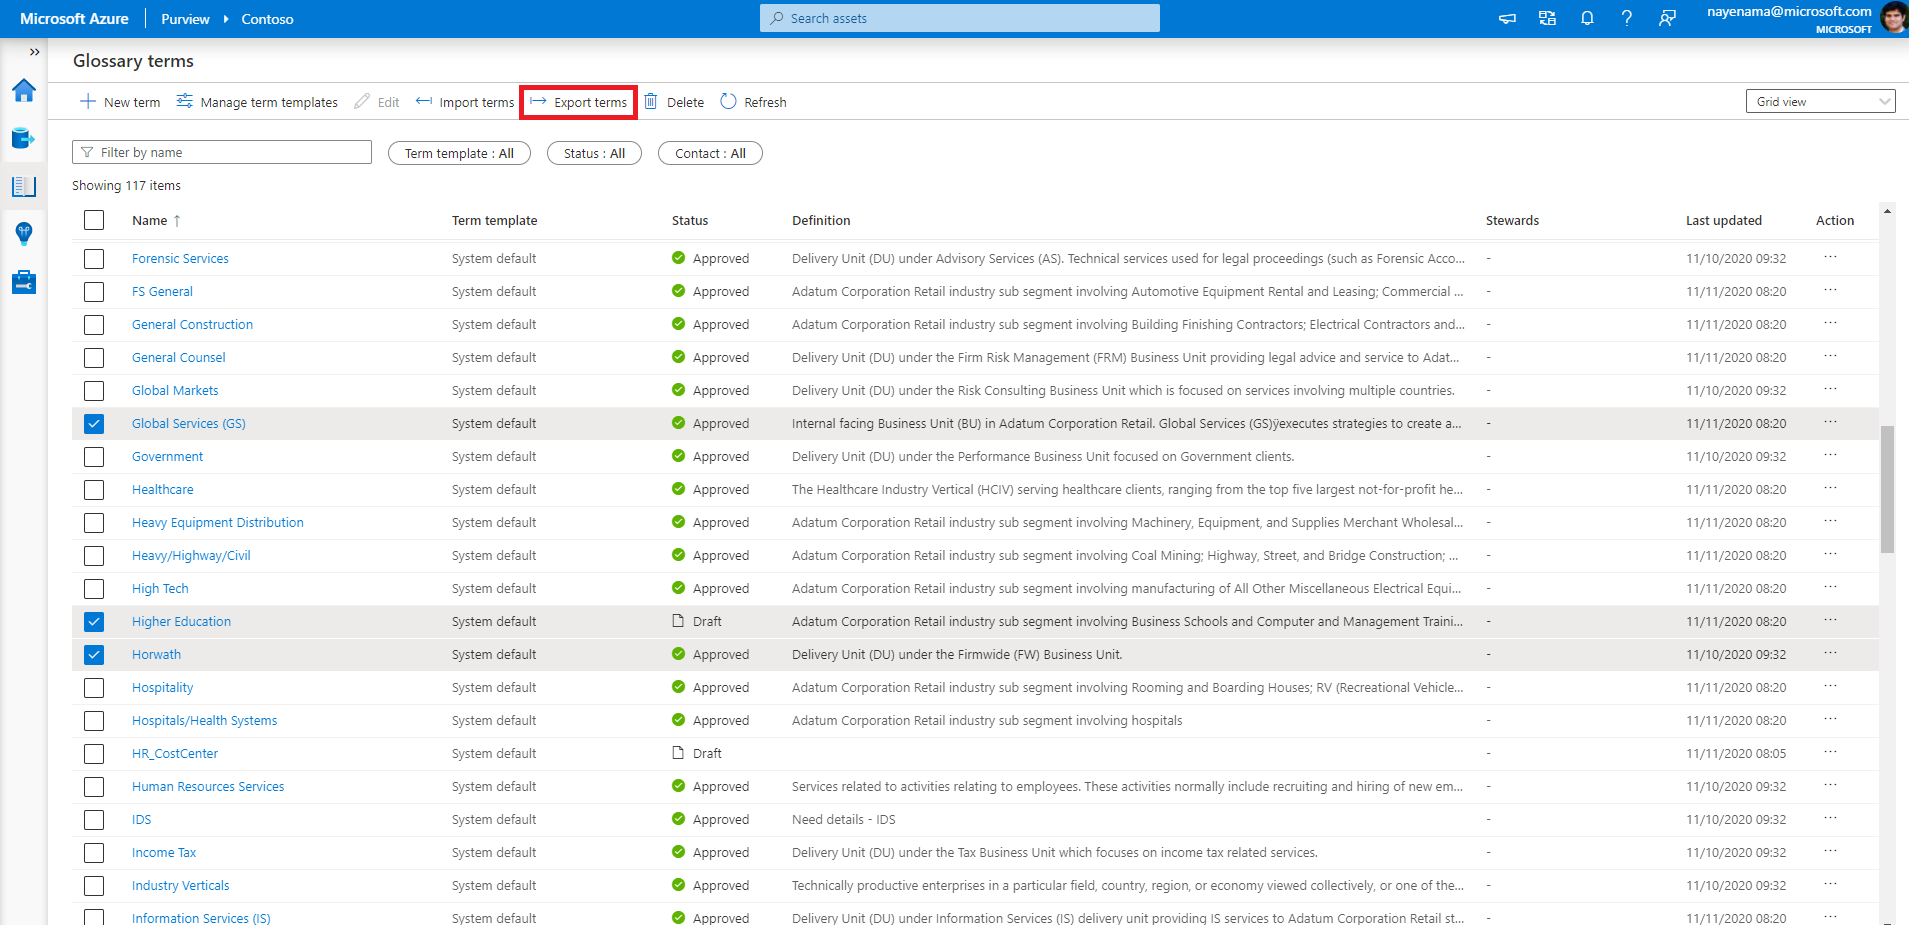 Microsoft Azure Purview Contoso Search assets nayenama@microsoft.com
MICROSOFT
Glossary terms
New term Manage term templates Edit Import terms Export terms Delete Refresh Grid view
Filter by name Term template : All Status : All Contact : All
Showing 117 items
Name ↑ Term template Status Definition Stewards Last updated Action
Forensic Services System default Approved Delivery Unit (DU) under Advisory Services (AS). Technical services used for legal proceedings (such as Forensic Acco... - 11/10/2020 09:32 ...
FS General System default Approved Adatum Corporation Retail industry sub segment involving Automotive Equipment Rental and Leasing; Commercial ... - 11/11/2020 08:20 ...
General Construction System default Approved Adatum Corporation Retail industry sub segment involving Building Finishing Contractors; Electrical Contractors and... - 11/11/2020 08:20 ...
General Counsel System default Approved Delivery Unit (DU) under the Firm Risk Management (FRM) Business Unit providing legal advice and service to Adat... - 11/11/2020 08:20 ...
Global Markets System default Approved Delivery Unit (DU) under the Risk Consulting Business Unit which is focused on services involving multiple countries. - 11/10/2020 09:32 ...
Global Services (GS) System default Approved Internal facing Business Unit (BU) in Adatum Corporation Retail. Global Services (GS)ÿexecutes strategies to create a... - 11/11/2020 08:20 ...
Government System default Approved Delivery Unit (DU) under the Performance Business Unit focused on Government clients. - 11/10/2020 09:32 ...
Healthcare System default Approved The Healthcare Industry Vertical (HCIV) serving healthcare clients, ranging from the top five largest not-for-profit he... - 11/11/2020 08:20 ...
Heavy Equipment Distribution System default Approved Adatum Corporation Retail industry sub segment involving Machinery, Equipment, and Supplies Merchant Wholesal... - 11/11/2020 08:20 ...
Heavy/Highway/Civil System default Approved Adatum Corporation Retail industry sub segment involving Coal Mining; Highway, Street, and Bridge Construction; ... - 11/11/2020 08:20 ...
High Tech System default Approved Adatum Corporation Retail industry sub segment involving manufacturing of All Other Miscellaneous Electrical Equi... - 11/11/2020 08:20 ...
Higher Education System default Draft Adatum Corporation Retail industry sub segment involving Business Schools and Computer and Management Traini... - 11/11/2020 08:20 ...
Horwath System default Approved Delivery Unit (DU) under the Firmwide (FW) Business Unit. - 11/10/2020 09:32 ...
Hospitality System default Approved Adatum Corporation Retail industry sub segment involving Rooming and Boarding Houses; RV (Recreational Vehicle... - 11/11/2020 08:20 ...
Hospitals/Health Systems System default Approved Adatum Corporation Retail industry sub segment involving hospitals - 11/11/2020 08:20 ...
HR_CostCenter System default Draft - 11/11/2020 08:05 ...
Human Resources Services System default Approved Services related to activities relating to employees. These activities normally include recruiting and hiring of new em... - 11/10/2020 09:32 ...
IDS System default Approved Need details - IDS - 11/10/2020 09:32 ...
Income Tax System default Approved Delivery Unit (DU) under the Tax Business Unit which focuses on income tax related services. - 11/10/2020 09:32 ...
Industry Verticals System default Approved Technically productive enterprises in a particular field, country, region, or economy viewed collectively, or one of the... - 11/10/2020 09:32 ...
Information Services (IS) System default Approved Delivery Unit (DU) under Information Services (IS) delivery unit providing IS services to Adatum Corporation Retail st... - 11/11/2020 08:20 ...